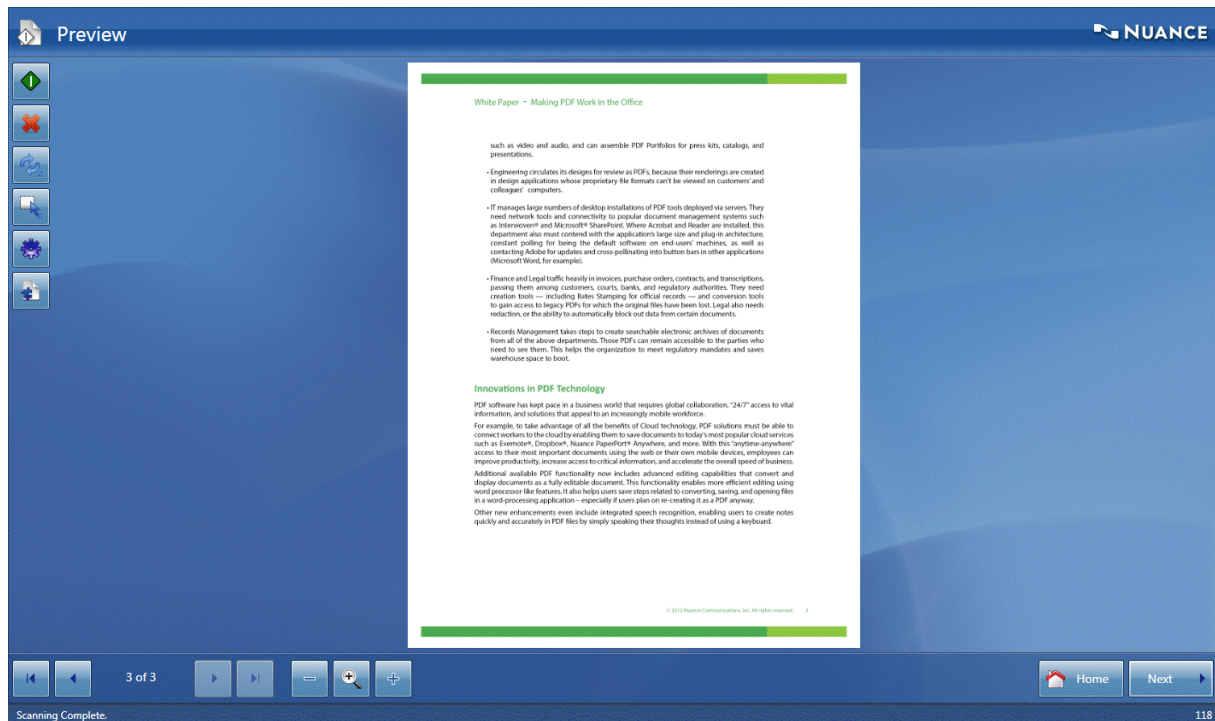 Preview
NUANCE
White Paper - Making PDF Work in the Office
such as video and audio, and can assemble PDF Portfolios for press kits, catalogs, and
presentations.
• Engineering circulates its designs for review as PDFs, because their renderings are created
in design applications whose proprietary file formats can't be viewed on customers' and
colleagues' computers.
• IT manages large numbers of desktop installations of PDF tools deployed via servers. They
need network tools and connectivity to popular document management systems such
as Interwoven® and Microsoft® SharePoint. Where Acrobat and Reader are installed, this
department also must contend with the application's large size and plug-in architecture,
constant polling for being the default software on end-users' machines, as well as
contacting Adobe for updates and cross-pollinating into button bars in other applications
(Microsoft Word, for example).
• Finance and Legal traffic heavily in invoices, purchase orders, contracts, and transcriptions,
passing them among customers, courts, banks, and regulatory authorities. They need
creation tools — including Bates Stamping for official records — and conversion tools
to gain access to legacy PDFs for which the original files have been lost. Legal also needs
redaction, or the ability to automatically block out data from certain documents.
• Records Management takes steps to create searchable electronic archives of documents
from all of the above departments. Those PDFs can remain accessible to the parties who
need to see them. This helps the organization to meet regulatory mandates and saves
warehouse space to boot.
Innovations in PDF Technology
PDF software has kept pace in a business world that requires global collaboration, "24/7" access to vital
information, and solutions that appeal to an increasingly mobile workforce.
For example, to take advantage of all the benefits of Cloud technology, PDF solutions must be able to
connect workers to the cloud by enabling them to save documents to today's most popular cloud services
such as Evernote®, Dropbox®, Nuance PaperPort® Anywhere, and more. With this "anytime-anywhere"
access to their most important documents using the web or their own mobile devices, employees can
improve productivity, increase access to critical information, and accelerate the overall speed of business.
Additional available PDF functionality now includes advanced editing capabilities that convert and
display documents as a fully editable document. This functionality enables more efficient editing using
word processor-like features. It also helps users save steps related to converting, saving, and opening files
in a word-processing application – especially if users plan on re-creating it as a PDF anyway.
Other new enhancements even include integrated speech recognition, enabling users to create notes
quickly and accurately in PDF files by simply speaking their thoughts instead of using a keyboard.
© 2012 Nuance Communications, Inc. All rights reserved. 3
3 of 3
Home
Next
Scanning Complete.
118